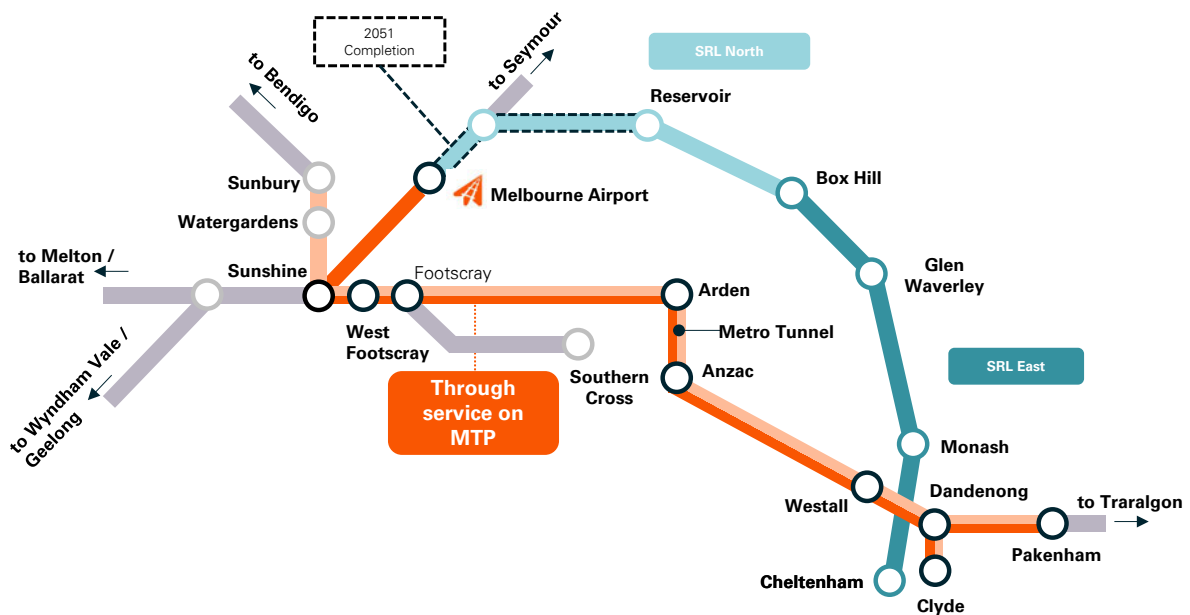 2051
Completion
to Seymour
SRL North
to Bendigo
Reservoir
Sunbury
Melbourne Airport
Box Hill
Watergardens
to Melton /
Ballarat
Sunshine
Footscray
Arden
Glen
Waverley
West
Footscray
Metro Tunnel
to Wyndham Vale /
Geelong
Through
service on
MTP
Southern
Cross
Anzac
SRL East
Monash
Westall
Dandenong
to Traralgon
Pakenham
Cheltenham
Clyde